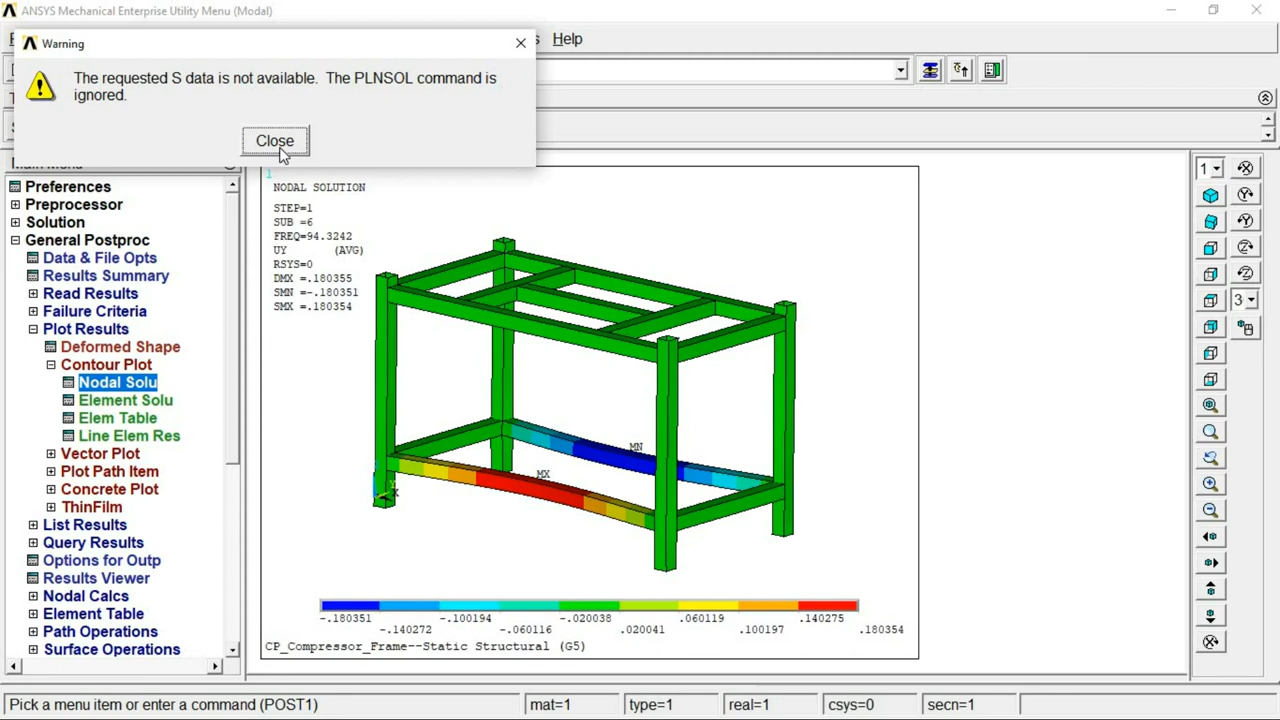 ANSYS Mechanical Enterprise Utility Menu (Modal)
Warning
Help
The requested S data is not available. The PLNSOL command is
ignored.
Close
Preferences
Preprocessor
Solution
General Postproc
Data & File Opts
Results Summary
Read Results
Failure Criteria
Plot Results
Deformed Shape
Contour Plot
Nodal Solu
Element Solu
Elem Table
Line Elem Res
Vector Plot
Plot Path Item
Concrete Plot
ThinFilm
List Results
Query Results
Options for Outp
Results Viewer
Nodal Calcs
Element Table
Path Operations
Surface Operations
1
NODAL SOLUTION
STEP=1
SUB =6
FREQ=94.3242
UY (AVG)
RSYS=0
DMX =.180355
SMN =-.180351
SMX =.180354
MN
MX
Y
X
-.180351 -.100194 -.020038 .060119 .140275
-.140272 -.060116 .020041 .100197 .180354
CP_Compressor_Frame--Static Structural (G5)
1
X
Y
Y
Z
Z
3
X
Pick a menu item or enter a command (POST1) mat=1 type=1 real=1 csys=0 secn=1